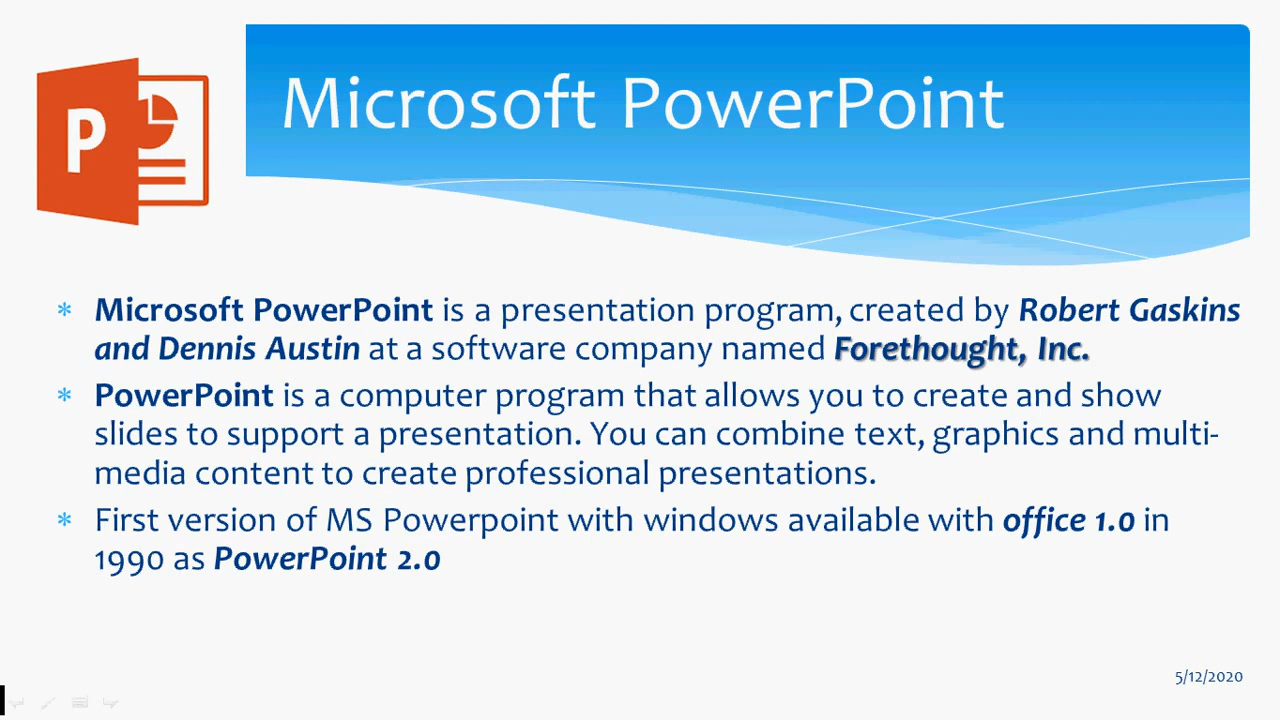 P
Microsoft PowerPoint
* Microsoft PowerPoint is a presentation program, created by Robert Gaskins
and Dennis Austin at a software company named Forethought, Inc.
* PowerPoint is a computer program that allows you to create and show
slides to support a presentation. You can combine text, graphics and multi-
media content to create professional presentations.
* First version of MS Powerpoint with windows available with office 1.0 in
1990 as PowerPoint 2.0
5/12/2020